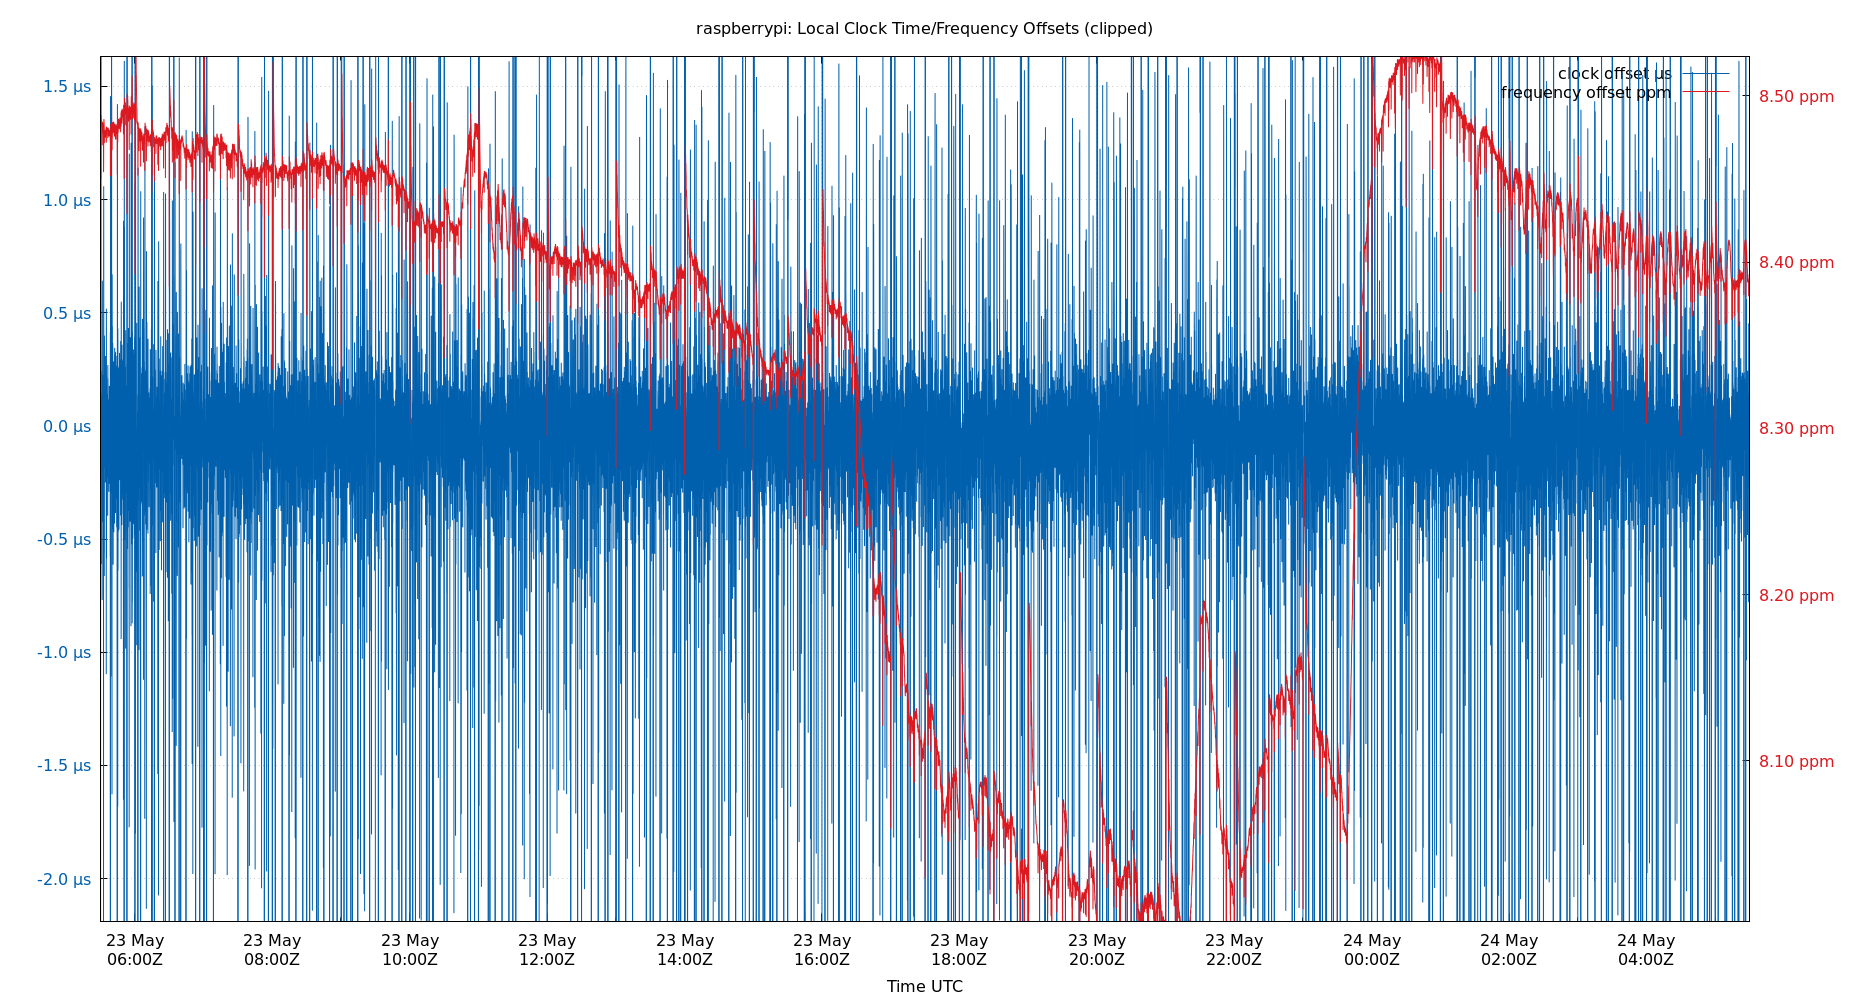 raspberrypi: Local Clock Time/Frequency Offsets (clipped)
clock offset µs
frequency offset ppm
1.5 µs
1.0 µs
0.5 µs
0.0 µs
-0.5 µs
-1.0 µs
-1.5 µs
-2.0 µs
8.50 ppm
8.40 ppm
8.30 ppm
8.20 ppm
8.10 ppm
23 May 23 May 23 May 23 May 23 May 23 May 23 May 23 May 23 May 24 May 24 May 24 May
06:00Z 08:00Z 10:00Z 12:00Z 14:00Z 16:00Z 18:00Z 20:00Z 22:00Z 00:00Z 02:00Z 04:00Z
Time UTC